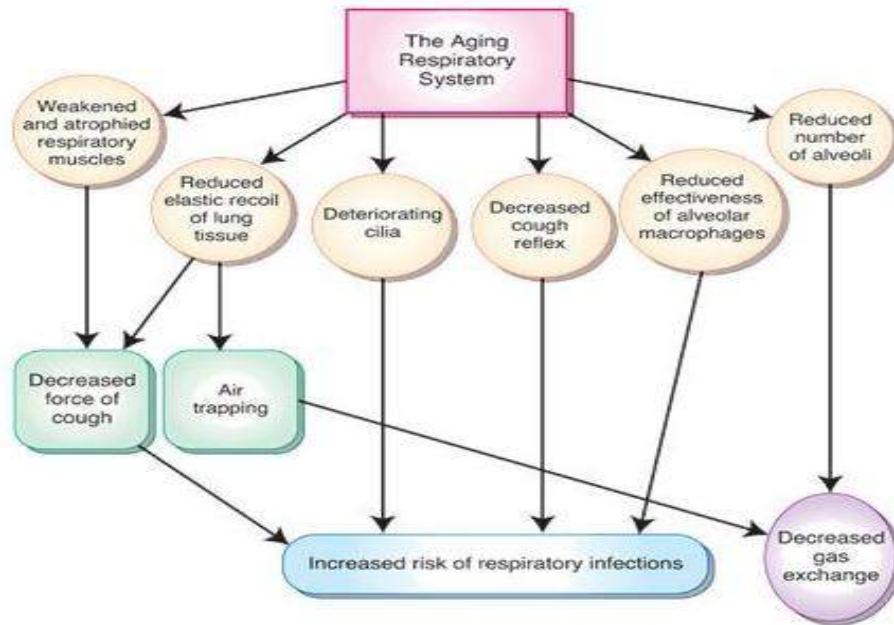 The Aging
Respiratory
System
Weakened
and atrophied
respiratory
muscles
Reduced
elastic recoil
of lung
tissue
Deteriorating
cilia
Decreased
cough
reflex
Reduced
effectiveness
of alveolar
macrophages
Reduced
number
of alveoli
Decreased
force of
cough
Air
trapping
Increased risk of respiratory infections
Decreased
gas
exchange